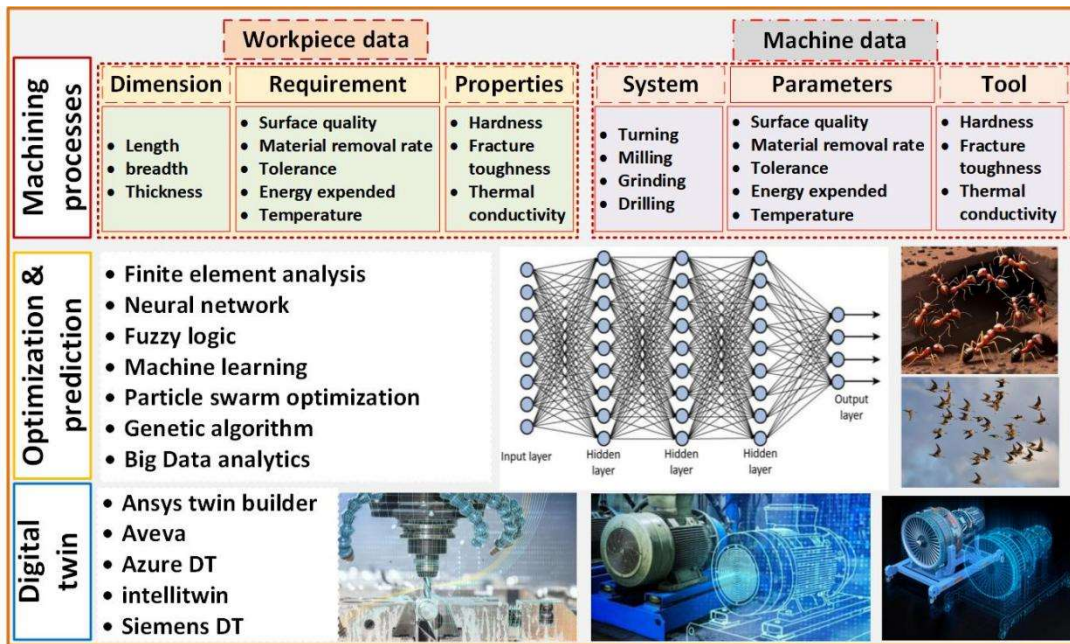 Workpiece data
Machine data
Machining
processes
Dimension
Requirement
Properties
System
Parameters
Tool
• Length
• breadth
• Thickness
• Surface quality
• Material removal rate
• Tolerance
• Energy expended
• Temperature
• Hardness
• Fracture
toughness
• Thermal
conductivity
• Turning
• Milling
• Grinding
• Drilling
• Surface quality
• Material removal rate
• Tolerance
• Energy expended
• Temperature
• Hardness
• Fracture
toughness
• Thermal
conductivity
Optimization &
prediction
• Finite element analysis
• Neural network
• Fuzzy logic
• Machine learning
• Particle swarm optimization
• Genetic algorithm
• Big Data analytics
Input layer
Hidden
layer
Hidden
layer
Hidden
layer
Output
layer
Digital
twin
• Ansys twin builder
• Aveva
• Azure DT
• intellitwin
• Siemens DT